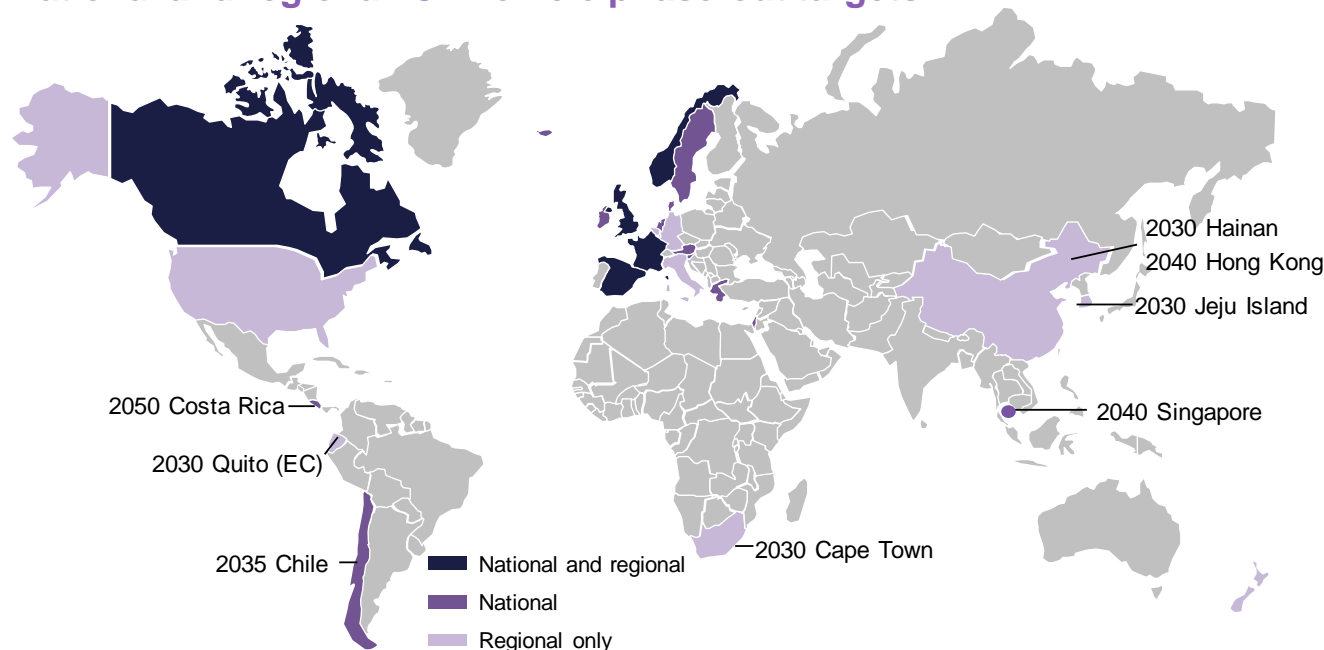 2030 Hainan
2040 Hong Kong
2030 Jeju Island
2050 Costa Rica
2040 Singapore
2030 Quito (EC)
2030 Cape Town
2035 Chile
National and regional
National
Regional only